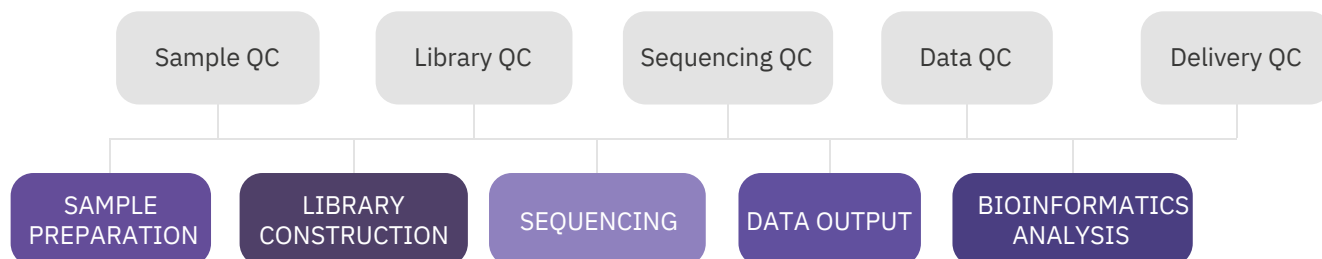 Sample QC
Library QC
Sequencing QC
Data QC
Delivery QC
SAMPLE
PREPARATION
LIBRARY
CONSTRUCTION
SEQUENCING
DATA OUTPUT
BIOINFORMATICS
ANALYSIS